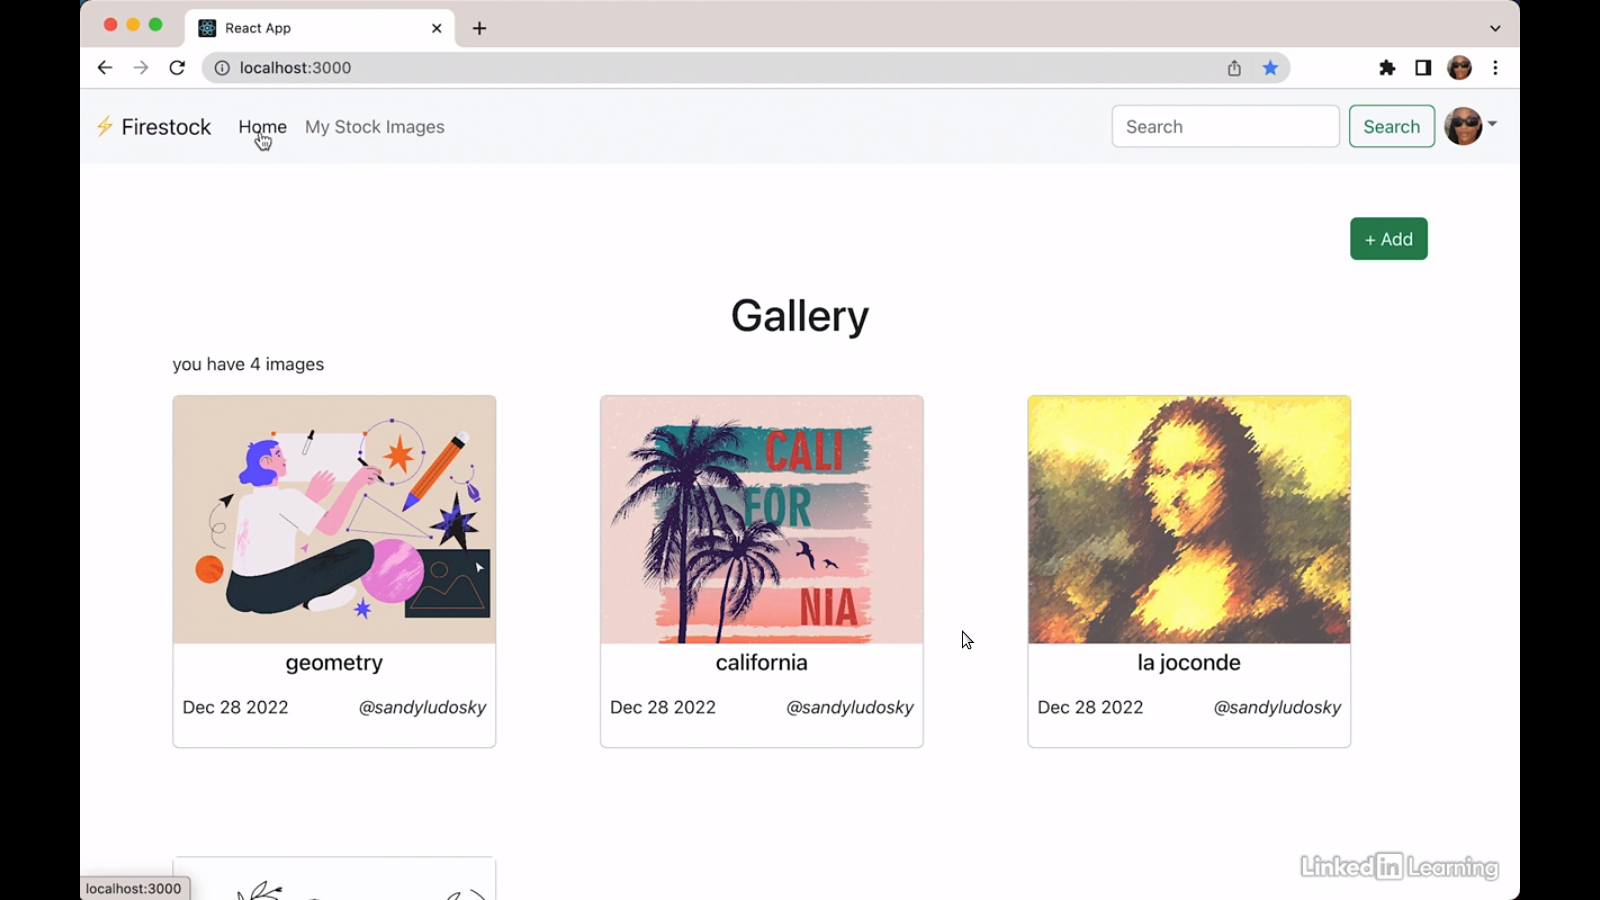 React App
localhost:3000
Firestock
Home
My Stock Images
Search
Search
+ Add
Gallery
you have 4 images
CALI
FOR
NIA
geometry
california
la joconde
Dec 28 2022
@sandyludosky
Dec 28 2022
@sandyludosky
Dec 28 2022
@sandyludosky
localhost:3000
Linked in Learning